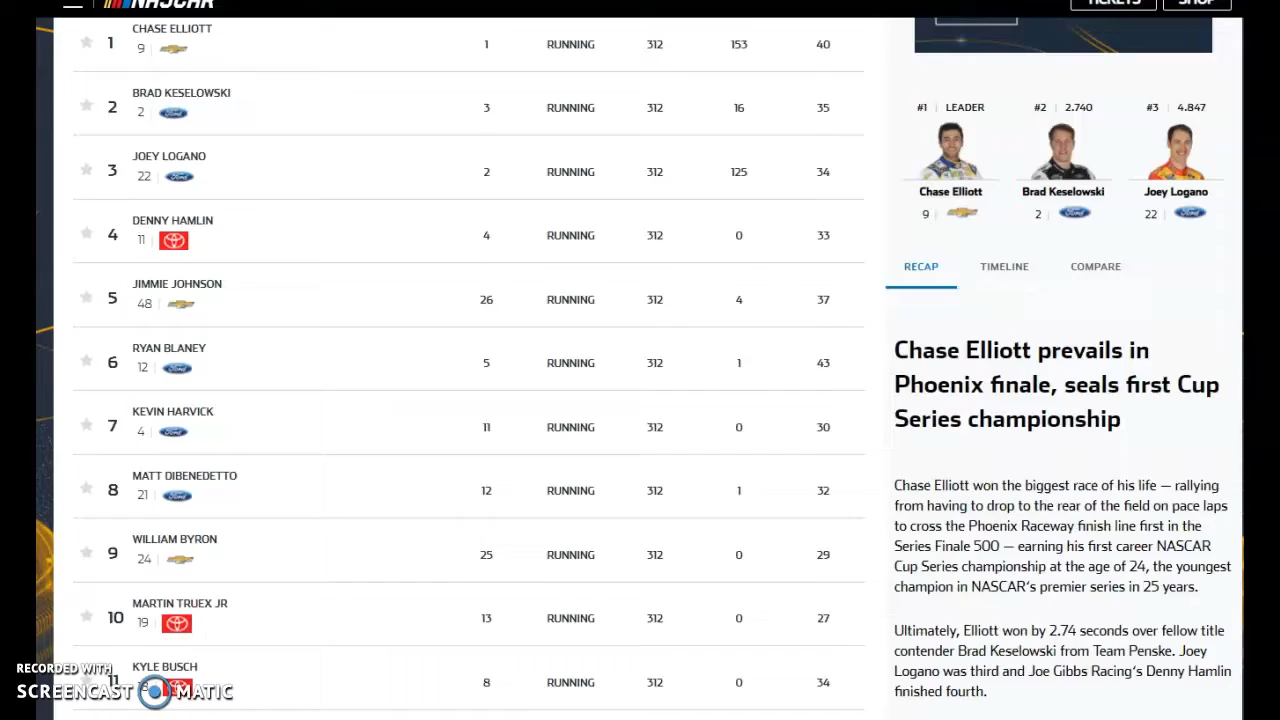 NASCAR
TICKETS
SHOP
1 CHASE ELLIOTT 1 RUNNING 312 153 40
9
2 BRAD KESELOWSKI 3 RUNNING 312 16 35
2 Ford
3 JOEY LOGANO 2 RUNNING 312 125 34
22 Ford
4 DENNY HAMLIN 4 RUNNING 312 0 33
11
5 JIMMIE JOHNSON 26 RUNNING 312 4 37
48
6 RYAN BLANEY 5 RUNNING 312 1 43
12 Ford
7 KEVIN HARVICK 11 RUNNING 312 0 30
4 Ford
8 MATT DIBENEDETTO 12 RUNNING 312 1 32
21 Ford
9 WILLIAM BYRON 25 RUNNING 312 0 29
24
10 MARTIN TRUEX JR 13 RUNNING 312 0 27
19
11 KYLE BUSCH 8 RUNNING 312 0 34
#1 | LEADER
Chase Elliott
9
#2 | 2.740
Brad Keselowski
2 Ford
#3 | 4.847
Joey Logano
22 Ford
RECAP TIMELINE COMPARE
Chase Elliott prevails in
Phoenix finale, seals first Cup
Series championship
Chase Elliott won the biggest race of his life — rallying
from having to drop to the rear of the field on pace laps
to cross the Phoenix Raceway finish line first in the
Series Finale 500 — earning his first career NASCAR
Cup Series championship at the age of 24, the youngest
champion in NASCAR's premier series in 25 years.
Ultimately, Elliott won by 2.74 seconds over fellow title
contender Brad Keselowski from Team Penske. Joey
Logano was third and Joe Gibbs Racing's Denny Hamlin
finished fourth.
RECORDED WITH
SCREENCAST MATIC